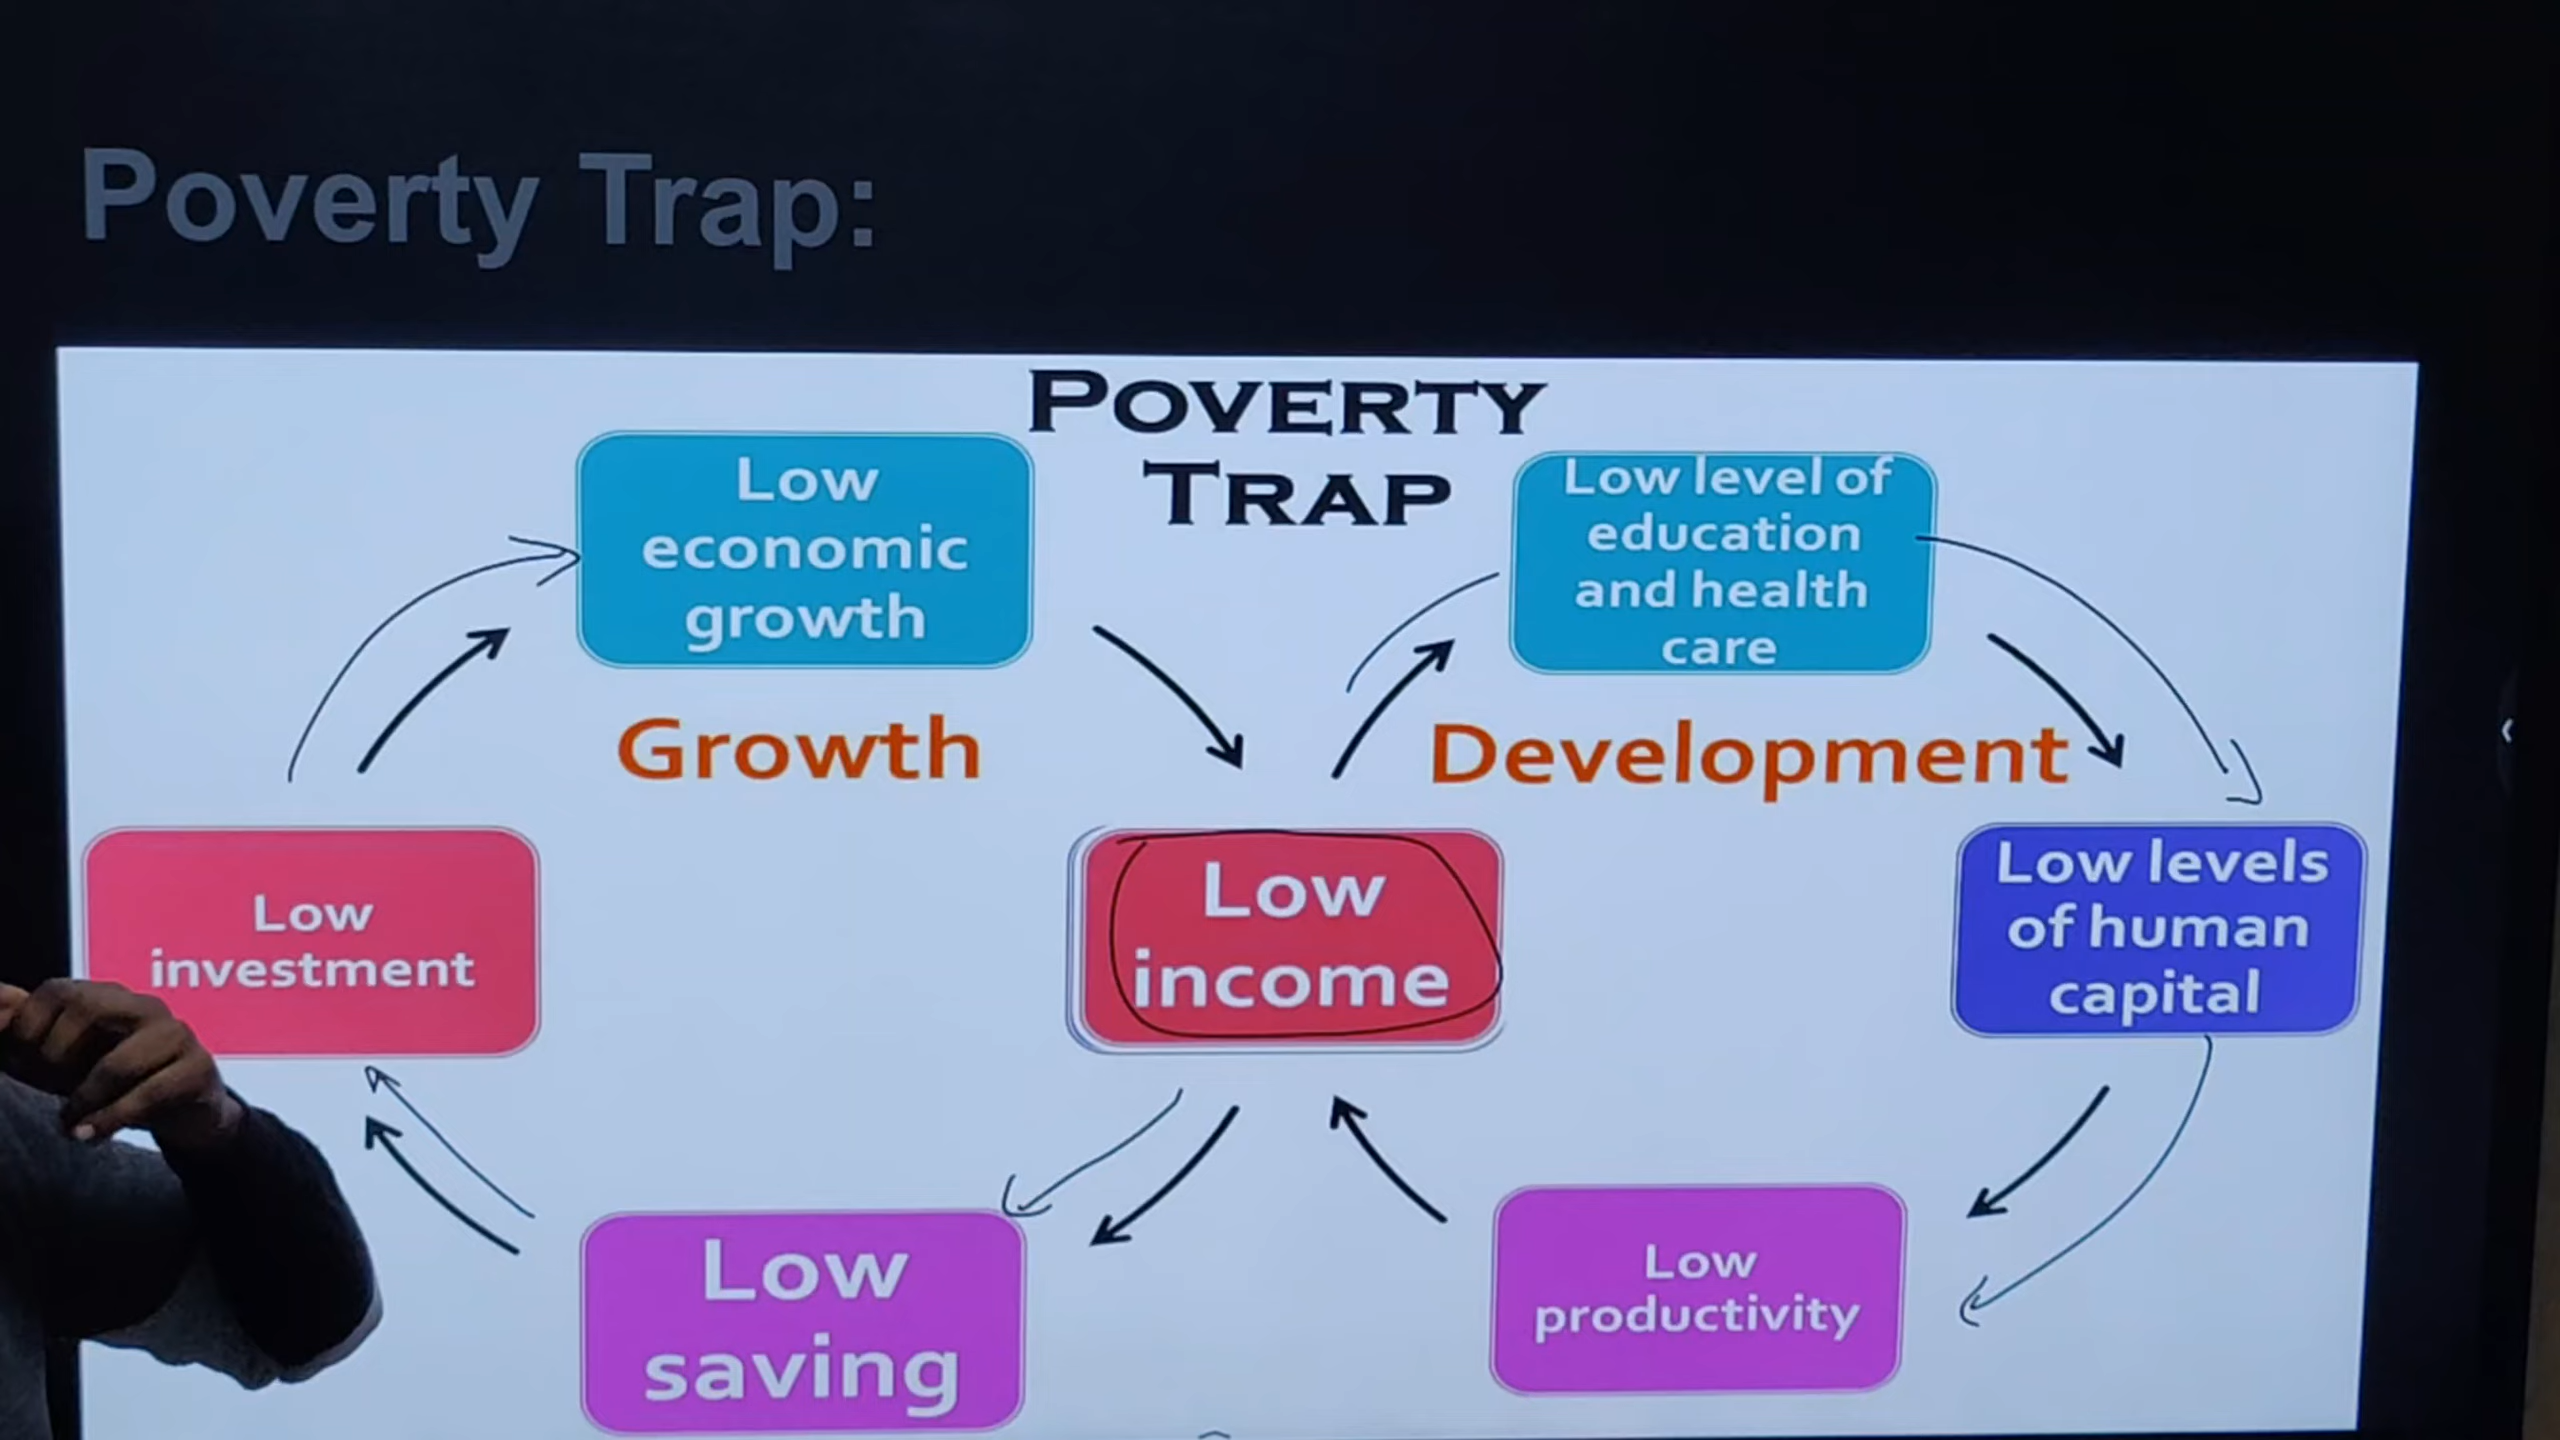 Poverty Trap:
POVERTY
TRAP
Low
economic
growth
Low level of
education
and health
care
Growth
Development
Low
investment
Low
income
Low levels
of human
capital
Low
saving
Low
productivity